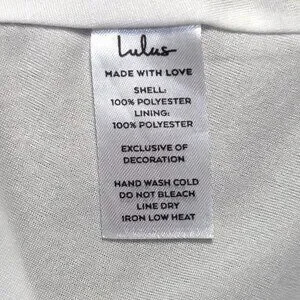 Lulus
MADE WITH LOVE
SHELL:
100% POLYESTER
LINING:
100% POLYESTER
EXCLUSIVE OF
DECORATION
HAND WASH COLD
DO NOT BLEACH
LINE DRY
IRON LOW HEAT